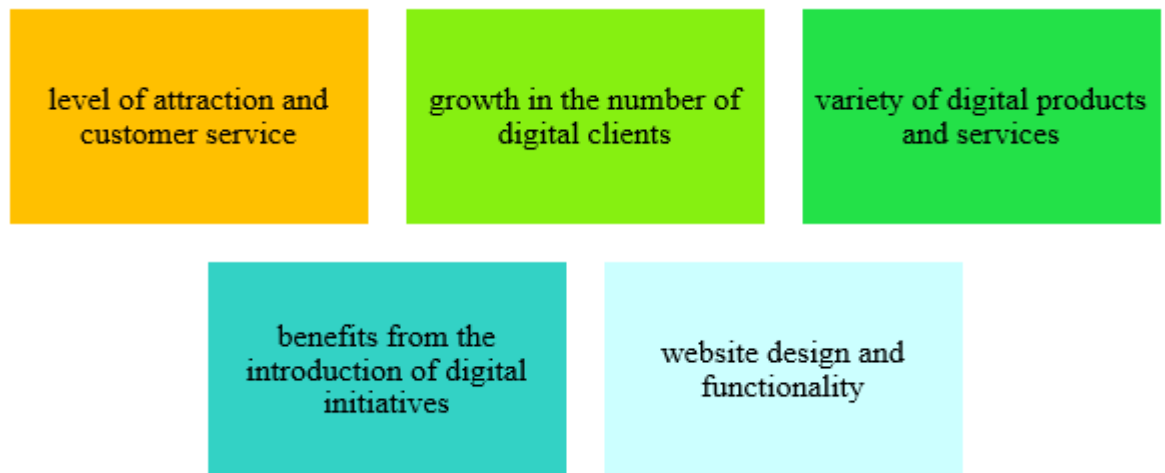 level of attraction and
customer service
growth in the number of
digital clients
variety of digital products
and services
benefits from the
introduction of digital
initiatives
website design and
functionality